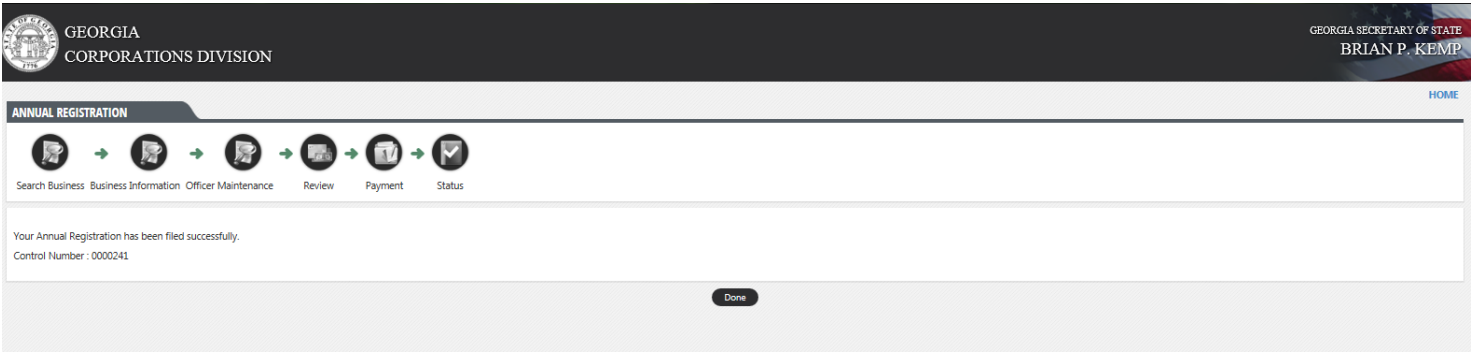 GEORGIA
CORPORATIONS DIVISION
GEORGIA SECRETARY OF STATE
BRIAN P. KEMP
HOME
ANNUAL REGISTRATION
Search Business Business Information Officer Maintenance Review Payment Status
Your Annual Registration has been filed successfully.
Control Number : 0000241
Done